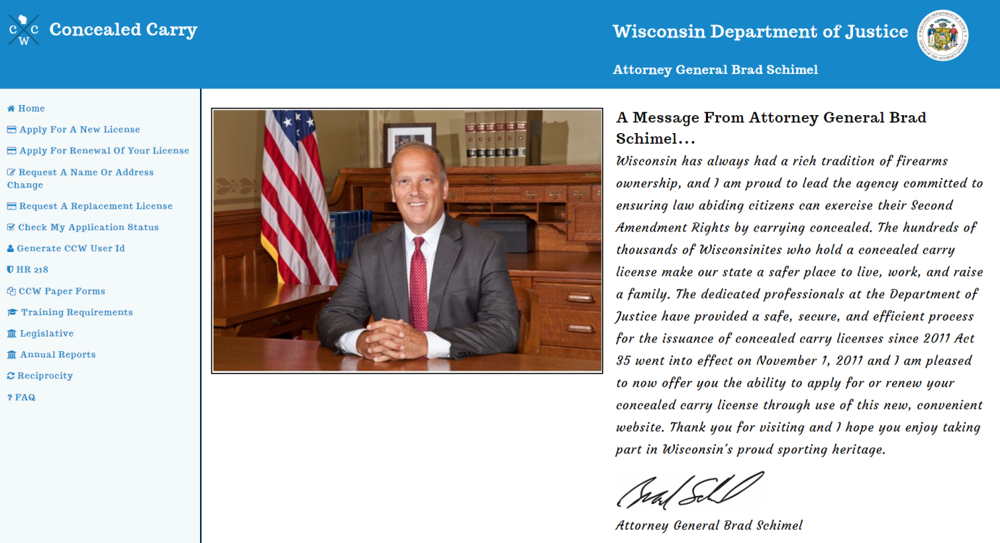 C C
W
Concealed Carry
Wisconsin Department of Justice
Attorney General Brad Schimel
Home
Apply For A New License
Apply For Renewal Of Your License
Request A Name Or Address
Change
Request A Replacement License
Check My Application Status
Generate CCW User Id
HR 218
CCW Paper Forms
Training Requirements
Legislative
Annual Reports
Reciprocity
? FAQ
A Message From Attorney General Brad
Schimel...
Wisconsin has always had a rich tradition of firearms
ownership, and I am proud to lead the agency committed to
ensuring law abiding citizens can exercise their Second
Amendment Rights by carrying concealed. The hundreds of
thousands of Wisconsinites who hold a concealed carry
license make our state a safer place to live, work, and raise
a family. The dedicated professionals at the Department of
Justice have provided a safe, secure, and efficient process
for the issuance of concealed carry licenses since 2011 Act
35 went into effect on November 1, 2011 and I am pleased
to now offer you the ability to apply for or renew your
concealed carry license through use of this new, convenient
website. Thank you for visiting and I hope you enjoy taking
part in Wisconsin's proud sporting heritage.
Brad Schimel
Attorney General Brad Schimel